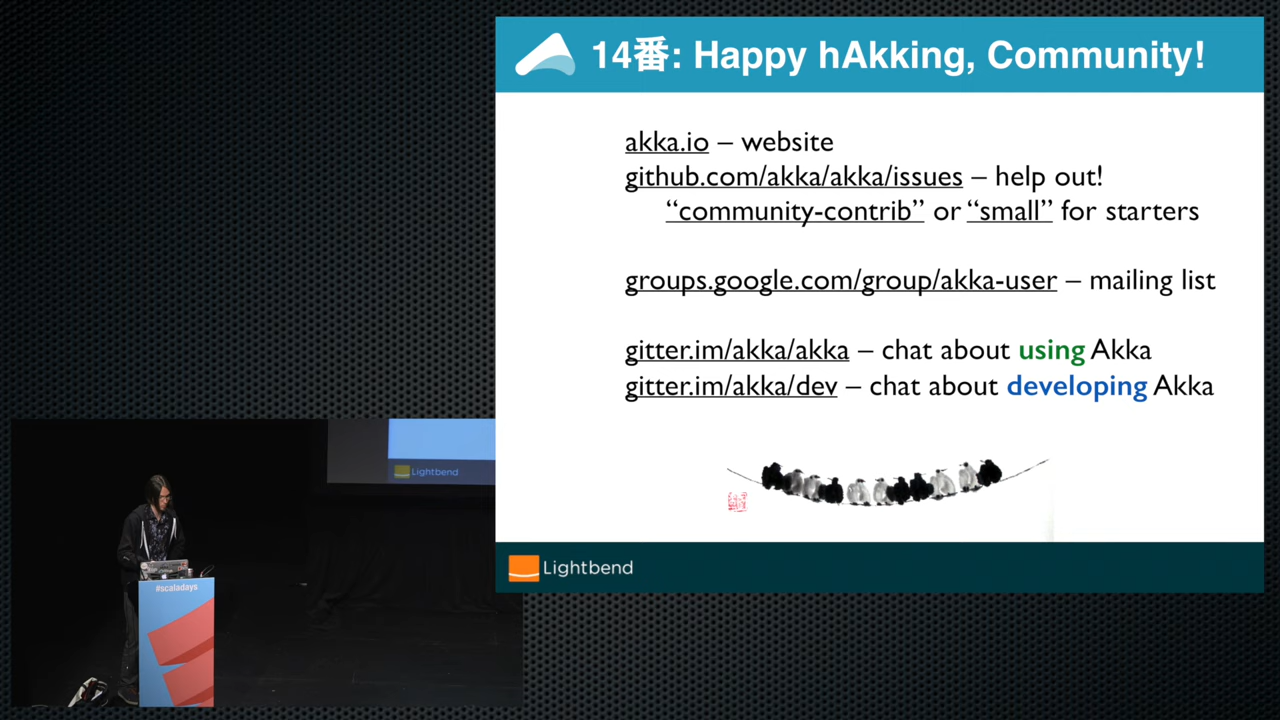 14番: Happy hAkking, Community!
akka.io – website
github.com/akka/akka/issues – help out!
“community-contrib” or “small” for starters
groups.google.com/group/akka-user – mailing list
gitter.im/akka/akka – chat about using Akka
gitter.im/akka/dev – chat about developing Akka
Lightbend
Lightbend
#scaladays